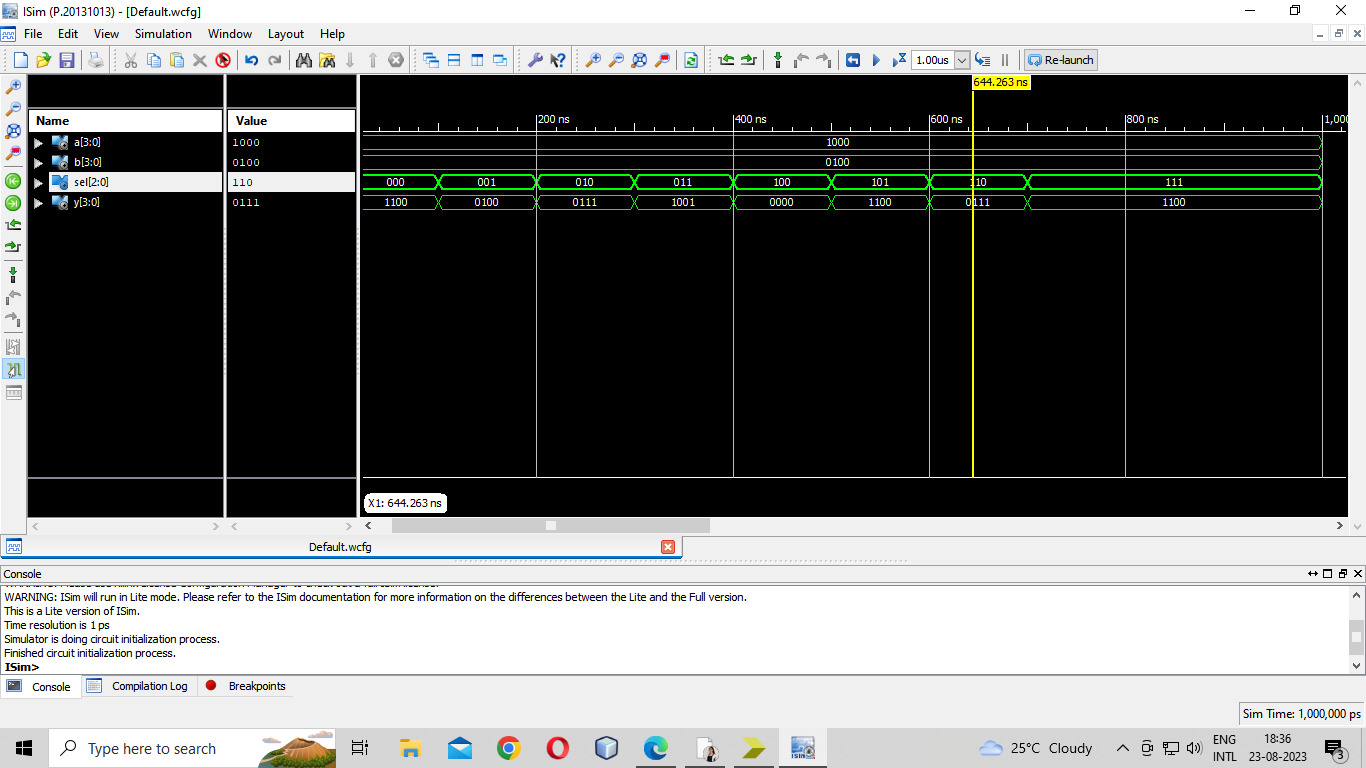 ISim (P.20131013) - [Default.wcfg]
File Edit View Simulation Window Layout Help
1.00us Re-launch
644.263 ns
Name Value
200 ns 400 ns 600 ns 800 ns 1,000
a[3:0] 1000 1000
b[3:0] 0100 0100
sel[2:0] 110 000 001 010 011 100 101 110 111
y[3:0] 0111 1100 0100 0111 1001 0000 1100 0111 1100
X1: 644.263 ns
Default.wcfg
Console
WARNING: ISim will run in Lite mode. Please refer to the ISim documentation for more information on the differences between the Lite and the Full version.
This is a Lite version of ISim.
Time resolution is 1 ps
Simulator is doing circuit initialization process.
Finished circuit initialization process.
ISim>
Console Compilation Log Breakpoints
Sim Time: 1,000,000 ps
Type here to search
25°C Cloudy
ENG
INTL
18:36
23-08-2023
3